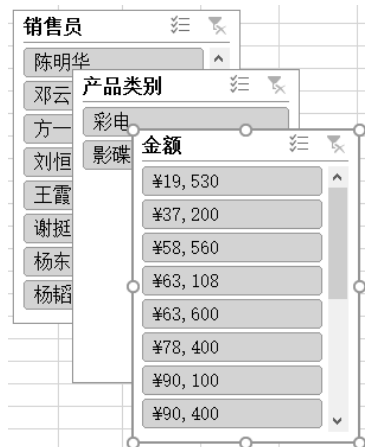 销售员
陈明华
邓云
方一
刘恒
王霞
谢挺
杨东
杨韬
产品类别
彩电
影碟
金额
¥19,530
¥37,200
¥58,560
¥63,108
¥63,600
¥78,400
¥90,100
¥90,400